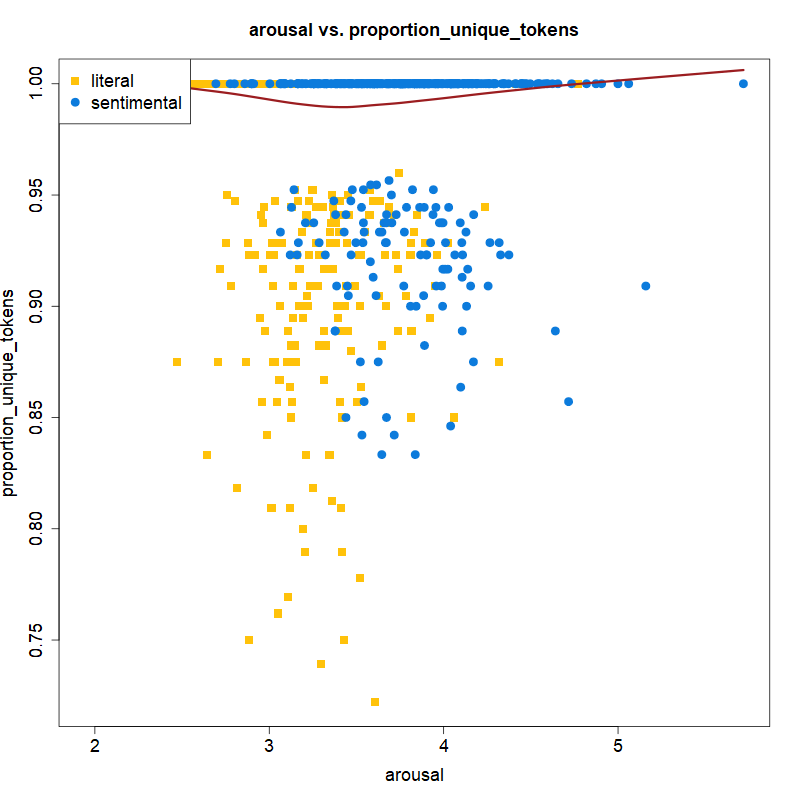 arousal vs. proportion_unique_tokens
literal
sentimental
1.00
0.95
0.90
0.85
0.80
0.75
proportion_unique_tokens
2 3 4 5
arousal